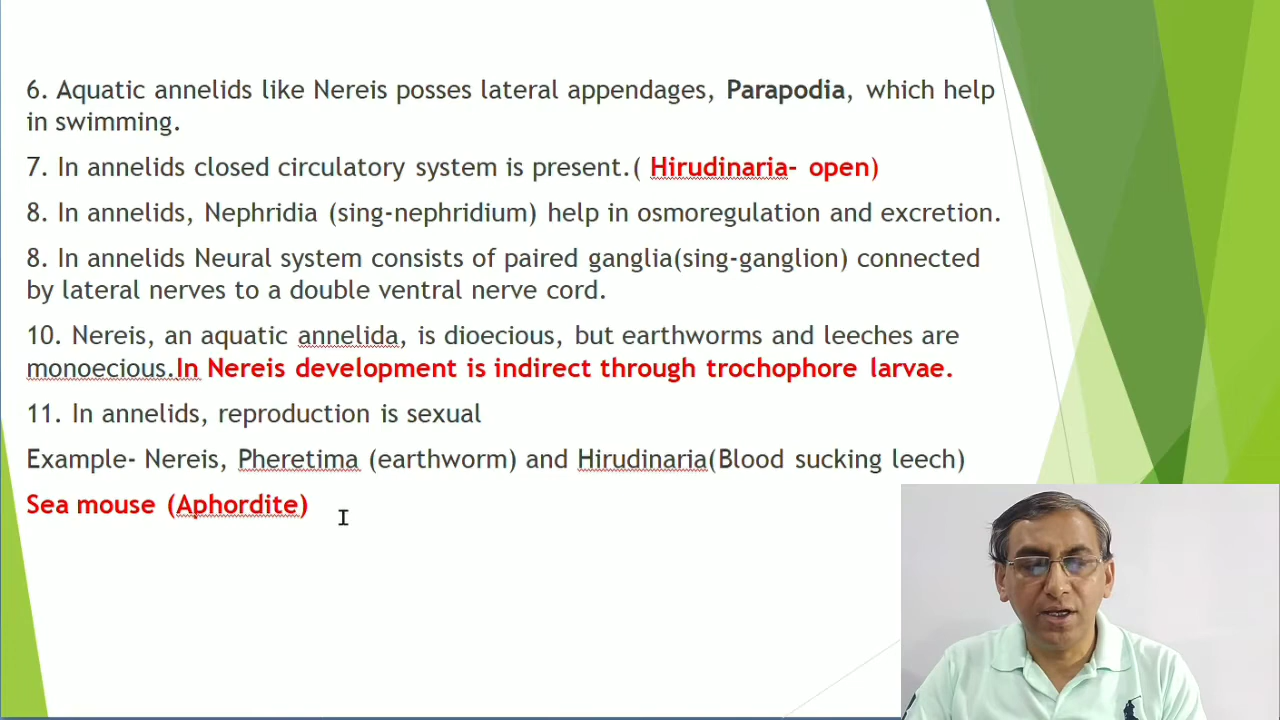 6. Aquatic annelids like Nereis posses lateral appendages, Parapodia, which help
in swimming.
7. In annelids closed circulatory system is present.( Hirudinaria- open)
8. In annelids, Nephridia (sing-nephridium) help in osmoregulation and excretion.
8. In annelids Neural system consists of paired ganglia(sing-ganglion) connected
by lateral nerves to a double ventral nerve cord.
10. Nereis, an aquatic annelida, is dioecious, but earthworms and leeches are
monoecious.In Nereis development is indirect through trochophore larvae.
11. In annelids, reproduction is sexual
Example- Nereis, Pheretima (earthworm) and Hirudinaria(Blood sucking leech)
Sea mouse (Aphordite)